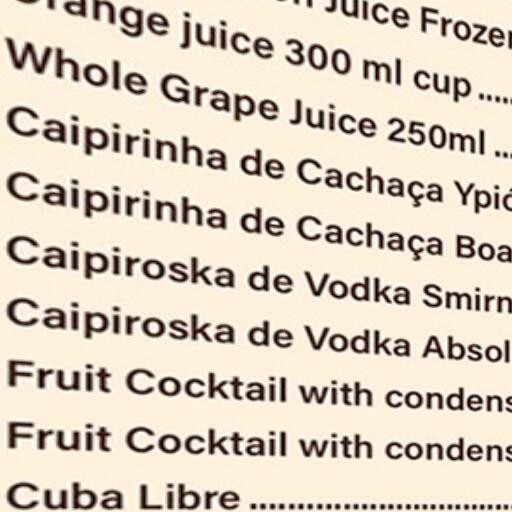 Juice Frozen
Orange juice 300 ml cup .....
Whole Grape Juice 250ml ..
Caipirinha de Cachaça Ypió
Caipirinha de Cachaça Boa
Caipiroska de Vodka Smirn
Caipiroska de Vodka Absol
Fruit Cocktail with condens
Fruit Cocktail with condens
Cuba Libre ..............................